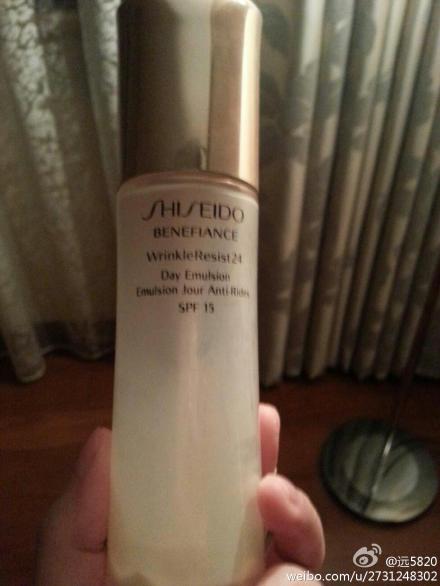 SHISEIDO
BENEFIANCE
WrinkleResist24
Day Emulsion
Emulsion Jour Anti-Rides
SPF 15
@远5820
weibo.com/u/2731248302